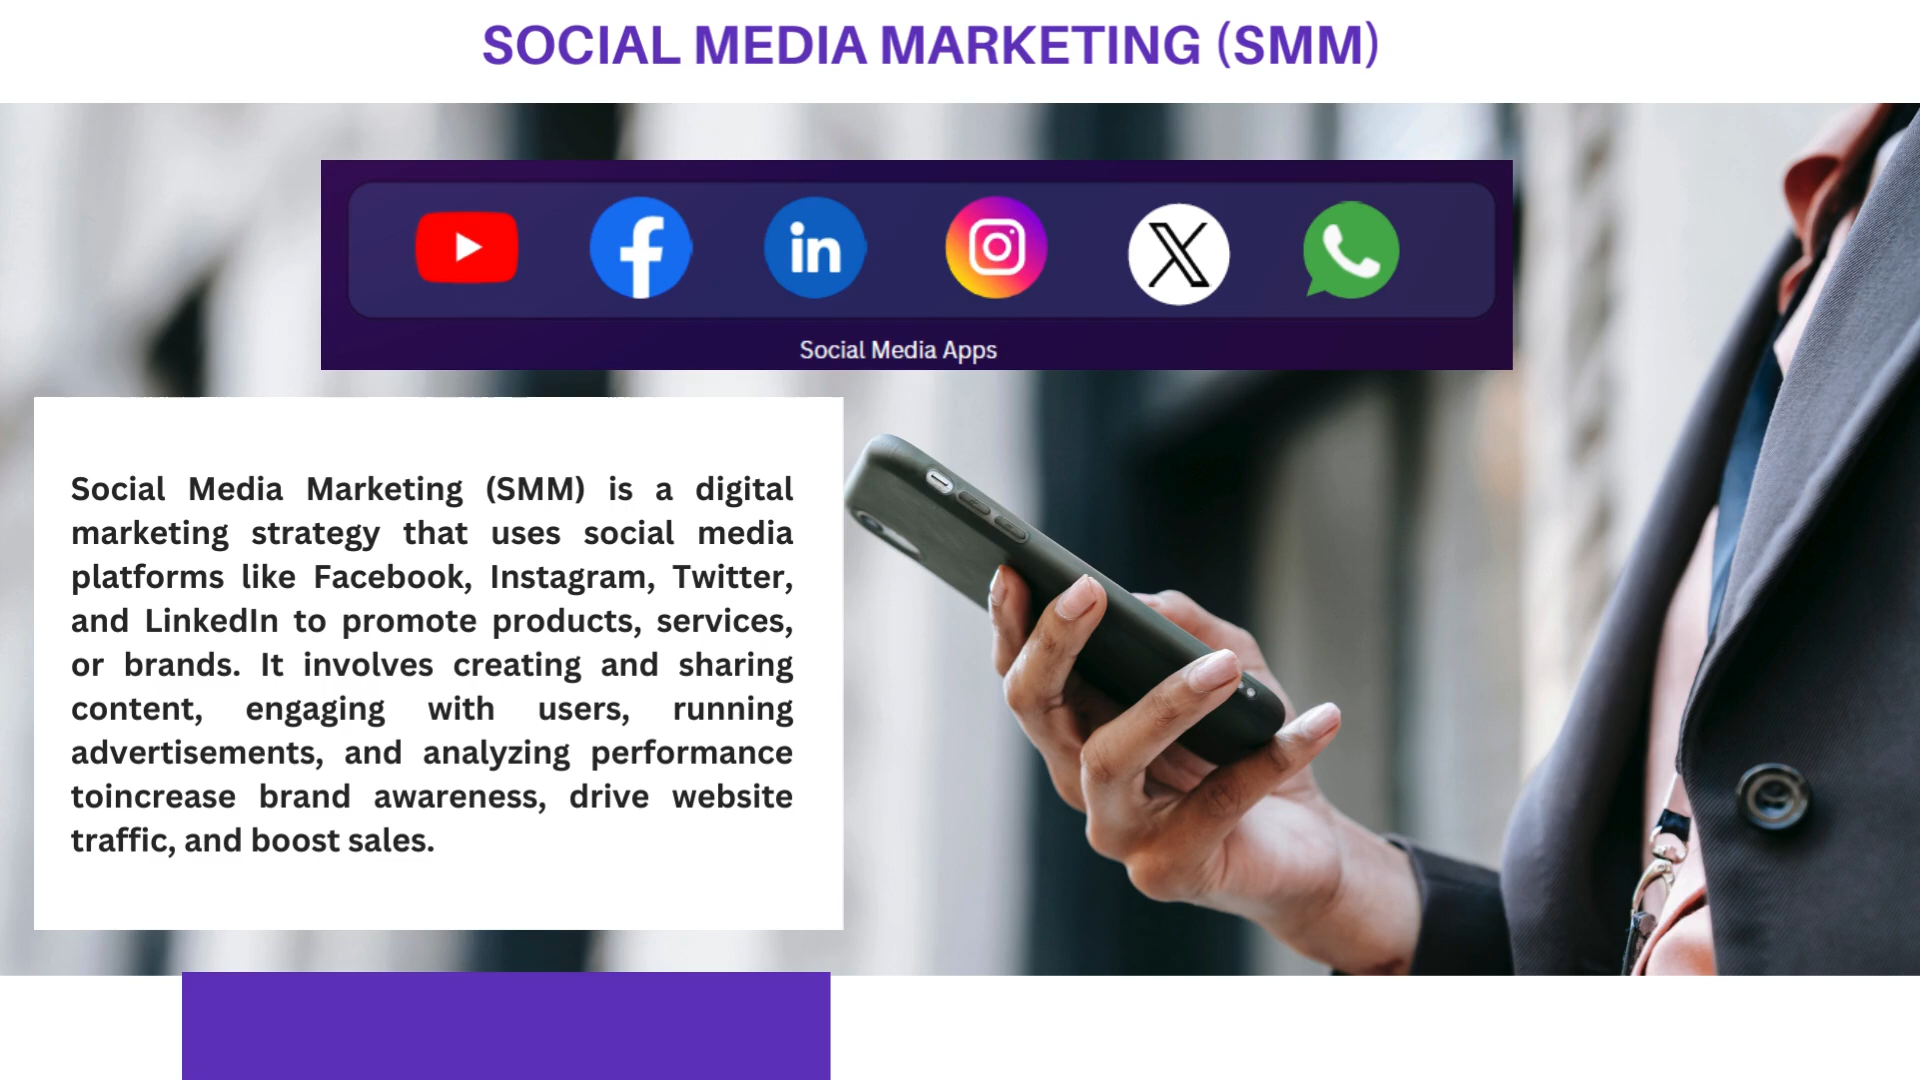 SOCIAL MEDIA MARKETING (SMM)
in
Social Media Apps
Social Media Marketing (SMM) is a digital
marketing strategy that uses social media
platforms like Facebook, Instagram, Twitter,
and LinkedIn to promote products, services,
or brands. It involves creating and sharing
content, engaging with users, running
advertisements, and analyzing performance
toincrease brand awareness, drive website
traffic, and boost sales.